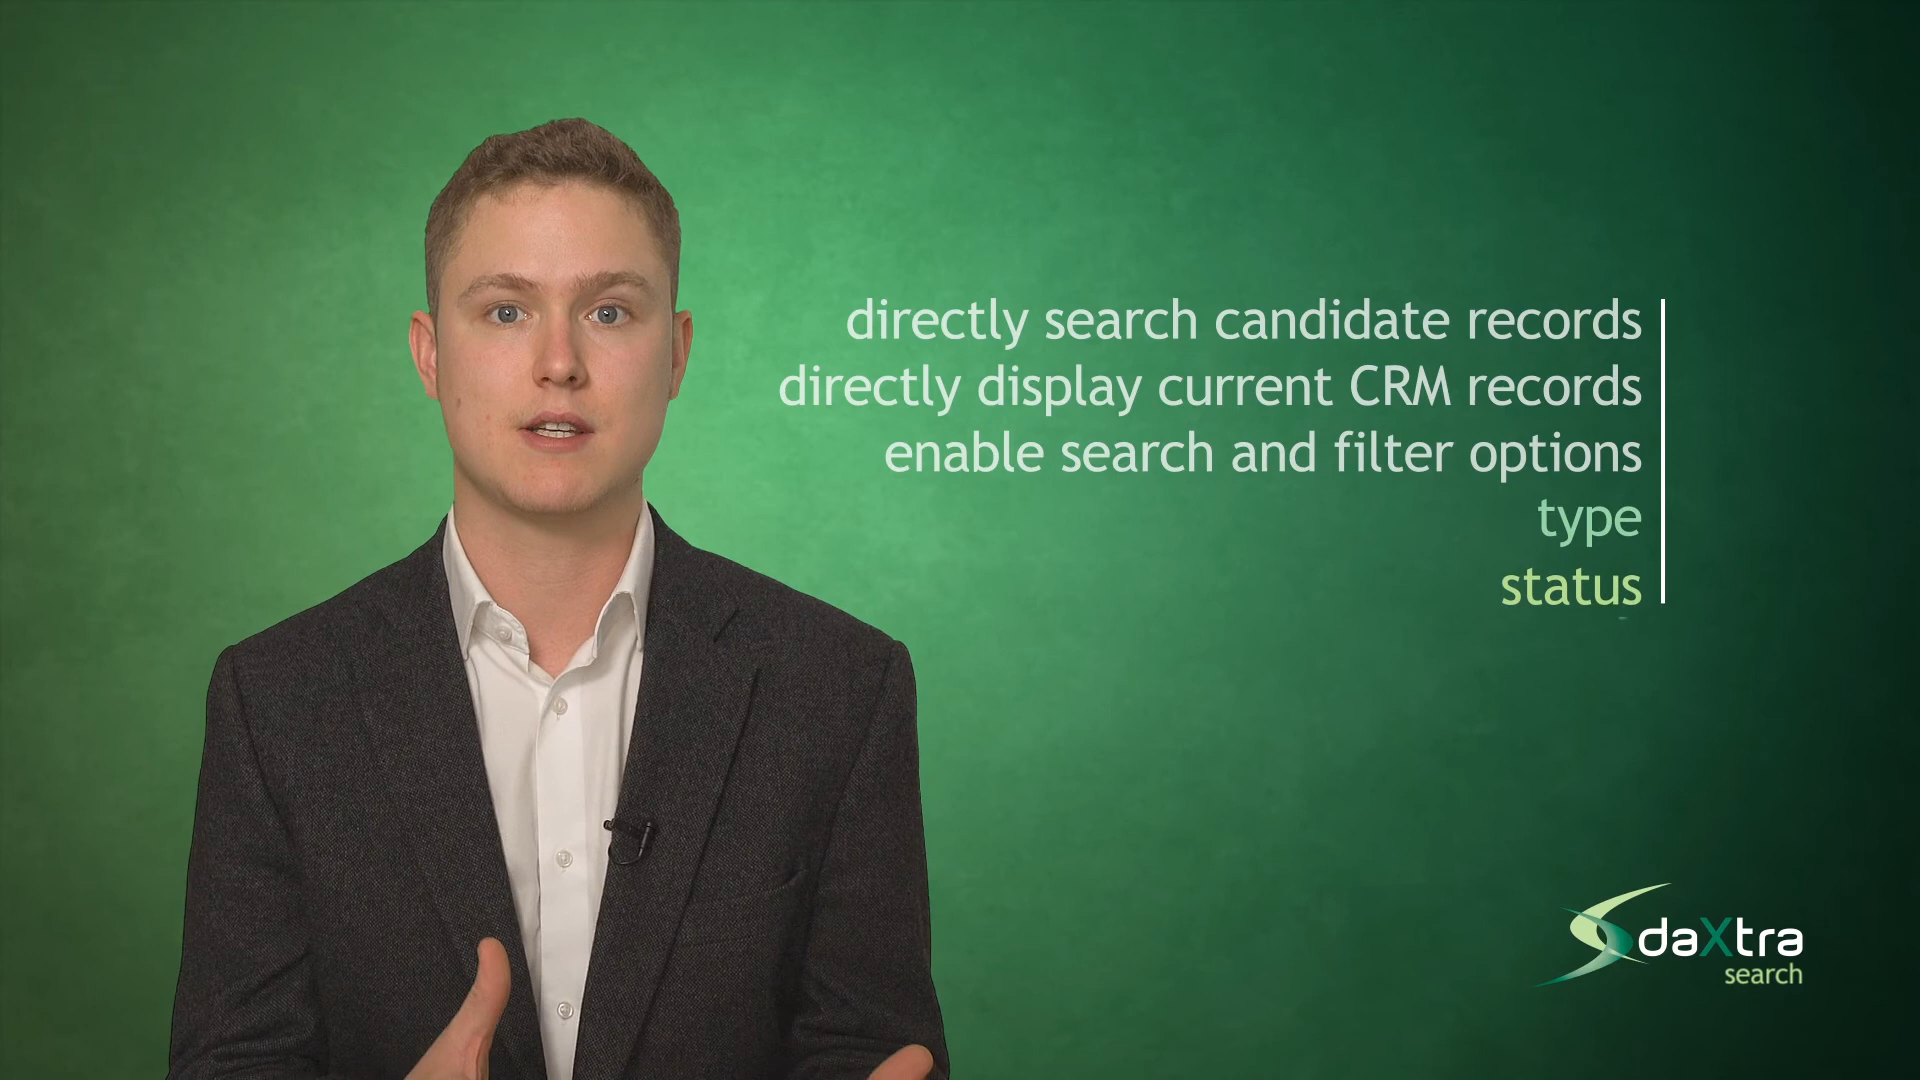 directly search candidate records
directly display current CRM records
enable search and filter options
type
status
daXtra
search